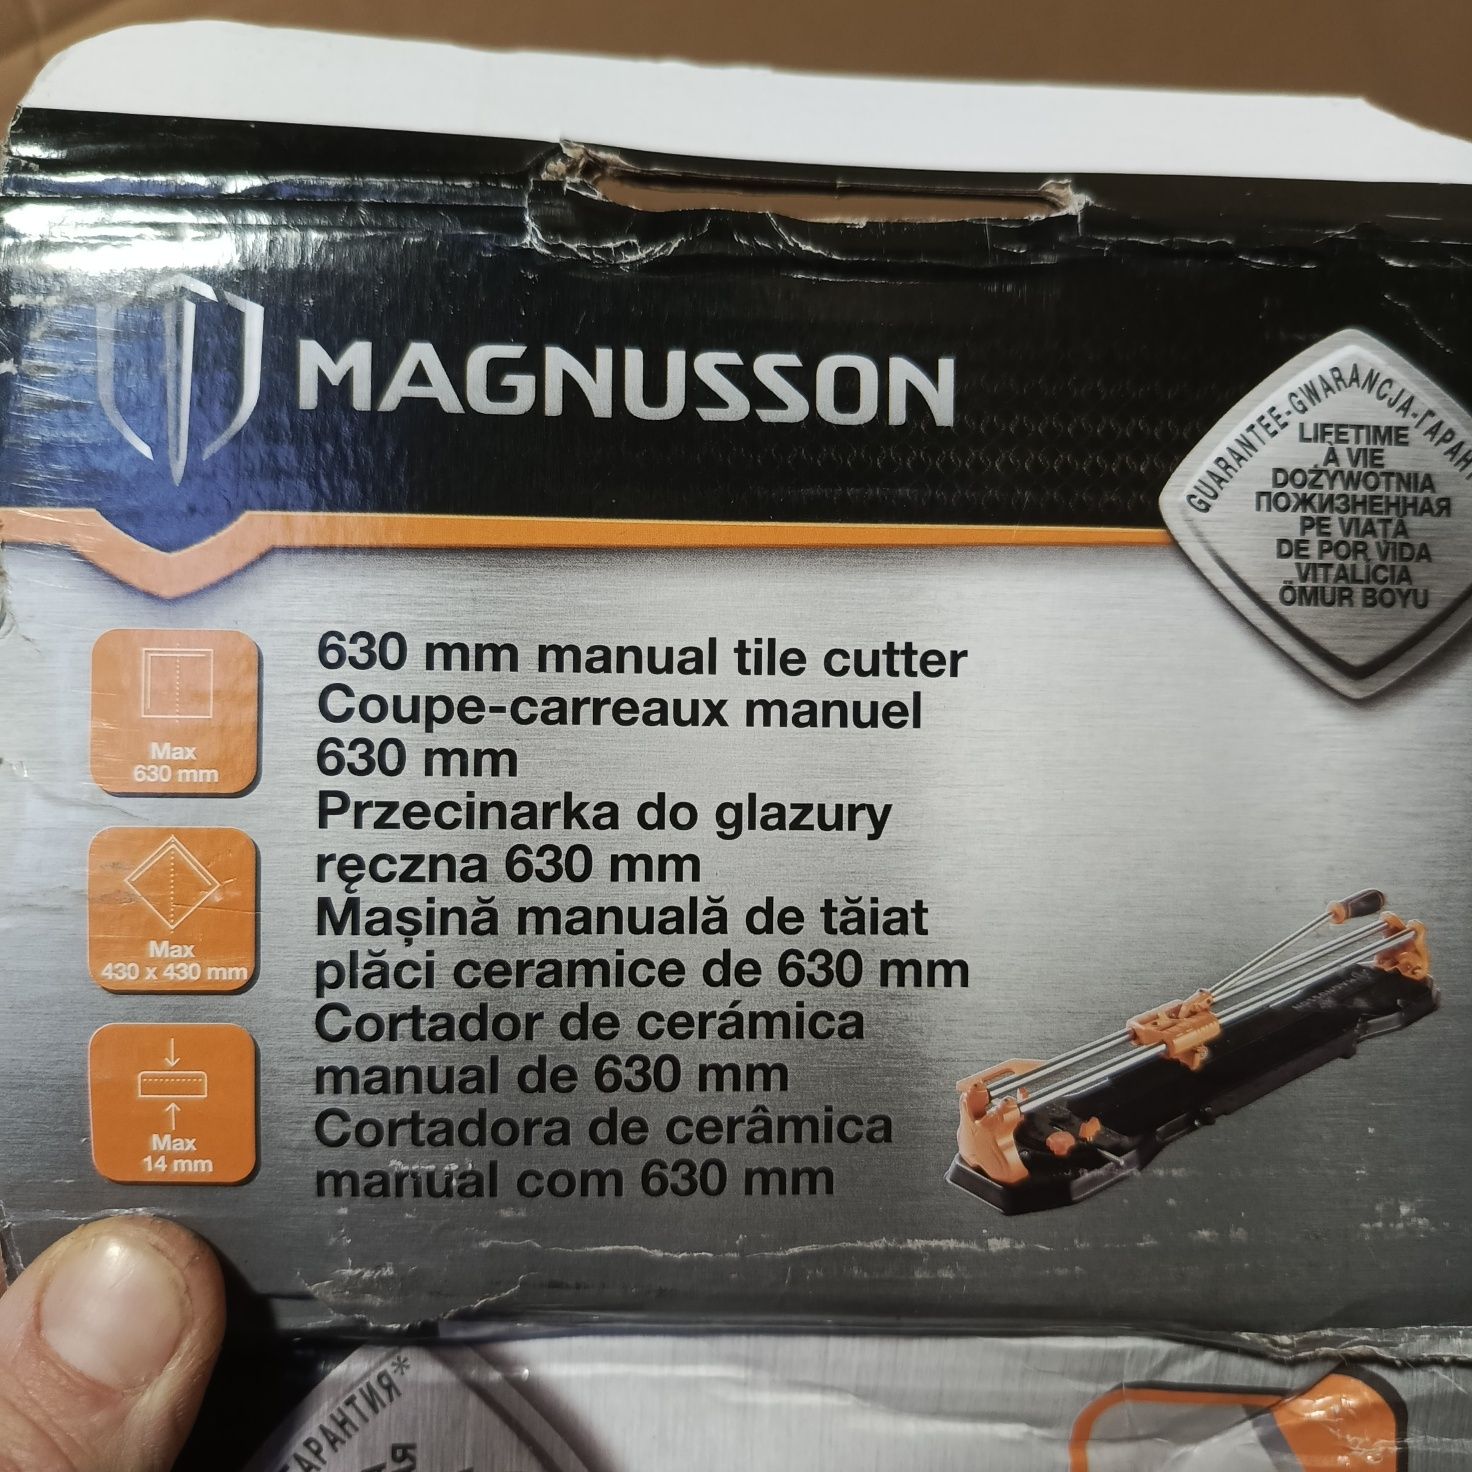 MAGNUSSON
GUARANTEE-GWARANCJA-ГАРАН
LIFETIME
À VIE
DOŻYWOTNIA
ПОЖИЗНЕННАЯ
PE VIAȚĂ
DE POR VIDA
VITALÍCIA
ÖMUR BOYU
630 mm manual tile cutter
Coupe-carreaux manuel
630 mm
Przecinarka do glazury
ręczna 630 mm
Mașină manuală de tăiat
plăci ceramice de 630 mm
Cortador de cerámica
manual de 630 mm
Cortadora de cerâmica
manual com 630 mm
Max
630 mm
Max
430 x 430 mm
Max
14 mm
ГАРАНТИЯ*